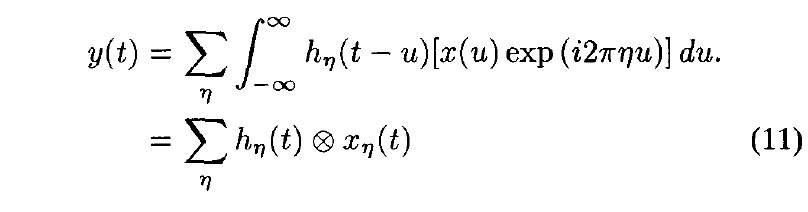 y(t) = ∑_η ∫_{-∞}^{∞} h_η(t − u)[x(u) exp (i2πηu)] du.
= ∑_η h_η(t) ⊗ x_η(t) (11)